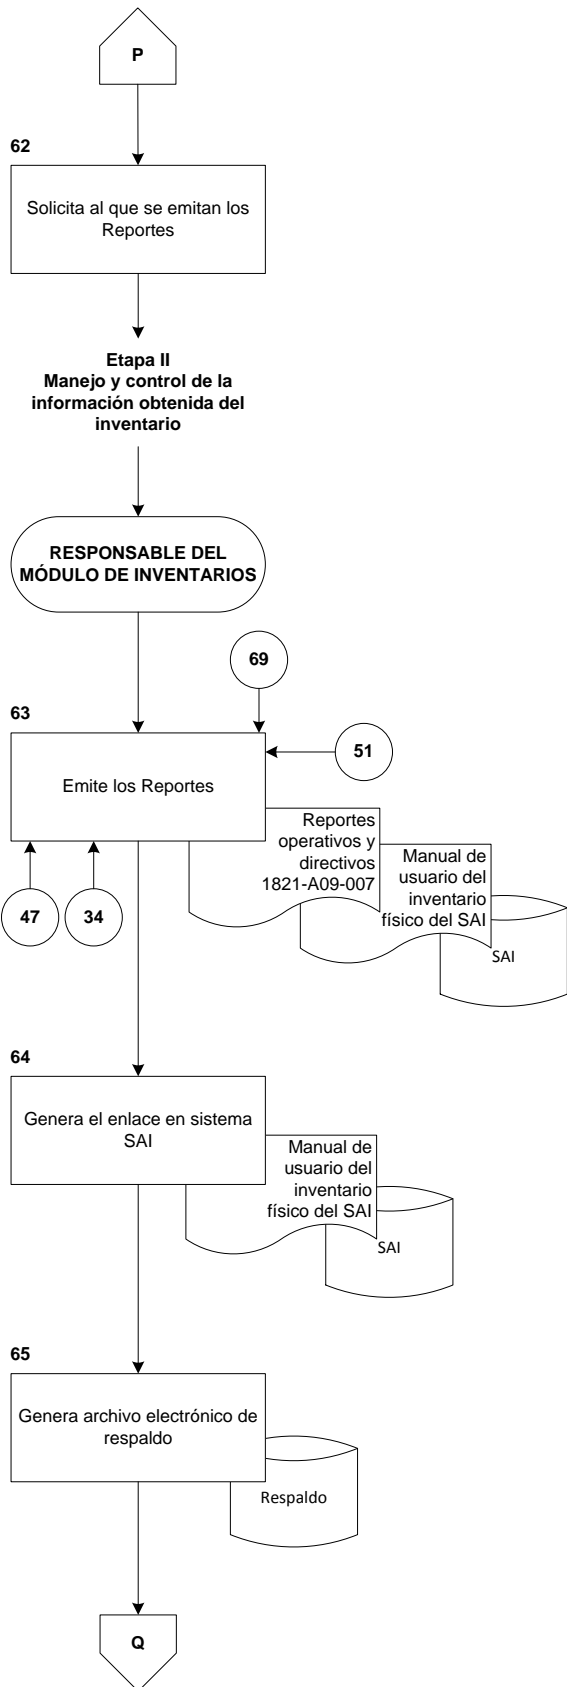 P
62
Solicita al que se emitan los
Reportes
Etapa II
Manejo y control de la
información obtenida del
inventario
RESPONSABLE DEL
MÓDULO DE INVENTARIOS
69
63
51
Emite los Reportes
Reportes
operativos y
directivos
1821-A09-007
Manual de
usuario del
inventario
físico del SAI
SAI
47
34
64
Genera el enlace en sistema
SAI
Manual de
usuario del
inventario
físico del SAI
SAI
65
Genera archivo electrónico de
respaldo
Respaldo
Q